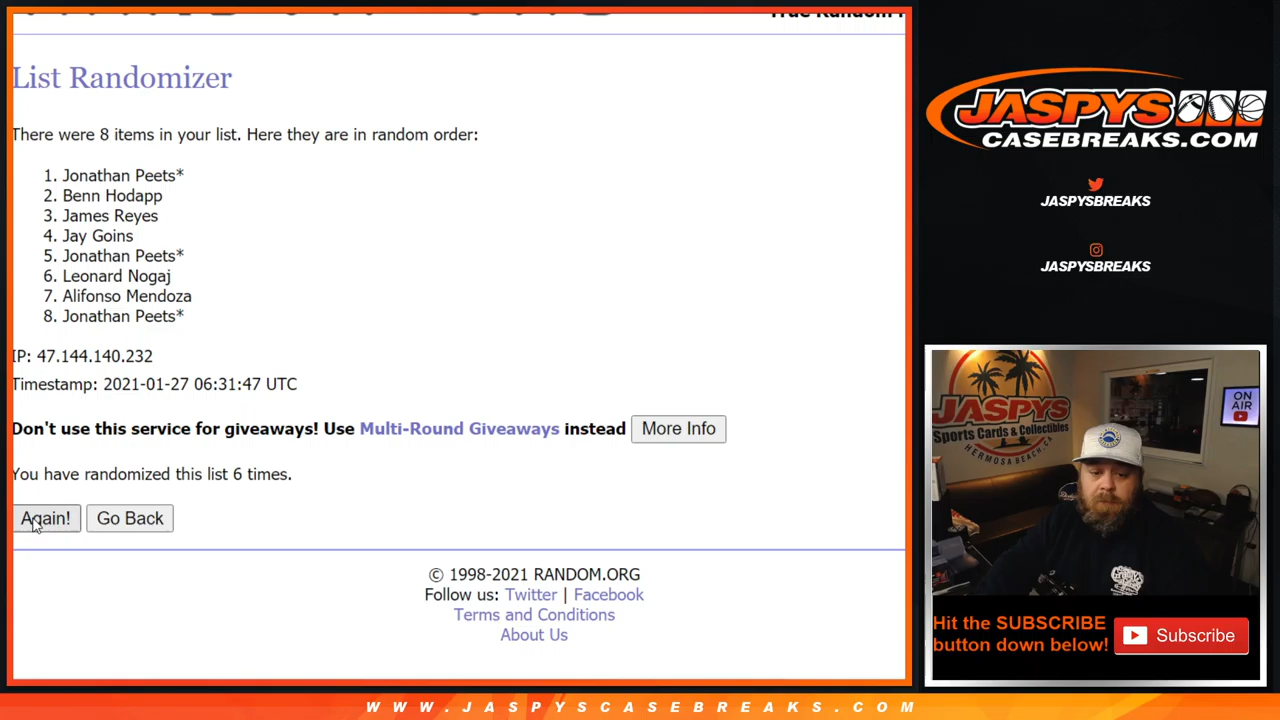 List Randomizer
There were 8 items in your list. Here they are in random order:
1. Jonathan Peets*
2. Benn Hodapp
3. James Reyes
4. Jay Goins
5. Jonathan Peets*
6. Leonard Nogaj
7. Alifonso Mendoza
8. Jonathan Peets*
IP: 47.144.140.232
Timestamp: 2021-01-27 06:31:47 UTC
Don't use this service for giveaways! Use Multi-Round Giveaways instead More Info
You have randomized this list 6 times.
Again! Go Back
© 1998-2021 RANDOM.ORG
Follow us: Twitter | Facebook
Terms and Conditions
About Us
JASPYS
CASEBREAKS.COM
JASPYSBREAKS
JASPYSBREAKS
JASPYS
Sports Cards & Collectibles
HERMOSA BEACH, CA
ON
AIR
Hit the SUBSCRIBE
button down below!
Subscribe
WWW.JASPYSCASEBREAKS.COM